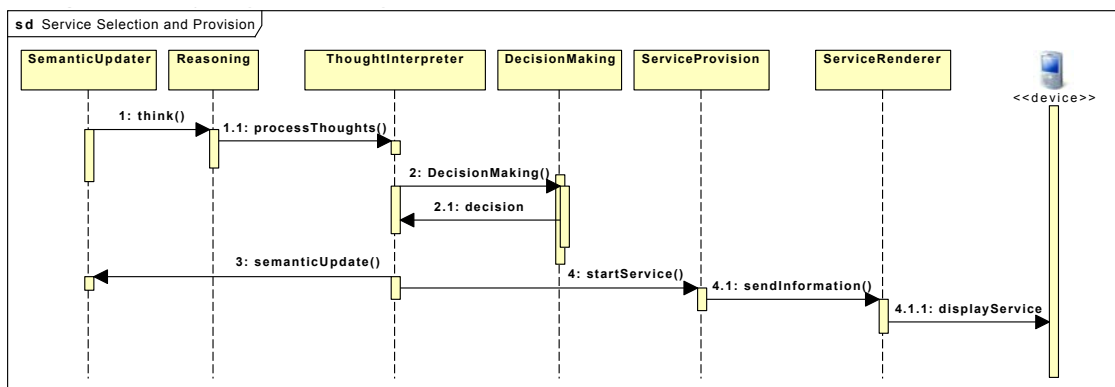 sd Service Selection and Provision
SemanticUpdater
Reasoning
ThoughtInterpreter
DecisionMaking
ServiceProvision
ServiceRenderer
<<device>>
1: think()
1.1: processThoughts()
2: DecisionMaking()
2.1: decision
3: semanticUpdate()
4: startService()
4.1: sendInformation()
4.1.1: displayService